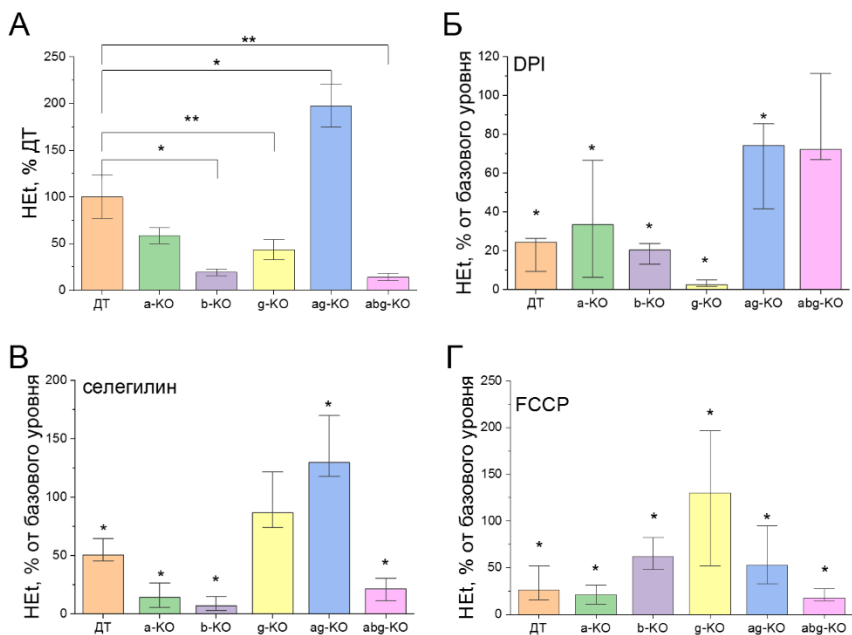 А
HEt, % ДТ
250
200
150
100
50
0
**
*
**
*
ДТ a-KO b-KO g-KO ag-KO abg-KO
Б
DPI
HEt, % от базового уровня
120
100
80
60
40
20
0
* * * * *
ДТ a-KO b-KO g-KO ag-KO abg-KO
В
селегилин
HEt, % от базового уровня
200
150
100
50
0
* * * * *
ДТ a-KO b-KO g-KO ag-KO abg-KO
Г
FCCP
HEt, % от базового уровня
250
200
150
100
50
0
* * * * * *
ДТ a-KO b-KO g-KO ag-KO abg-KO